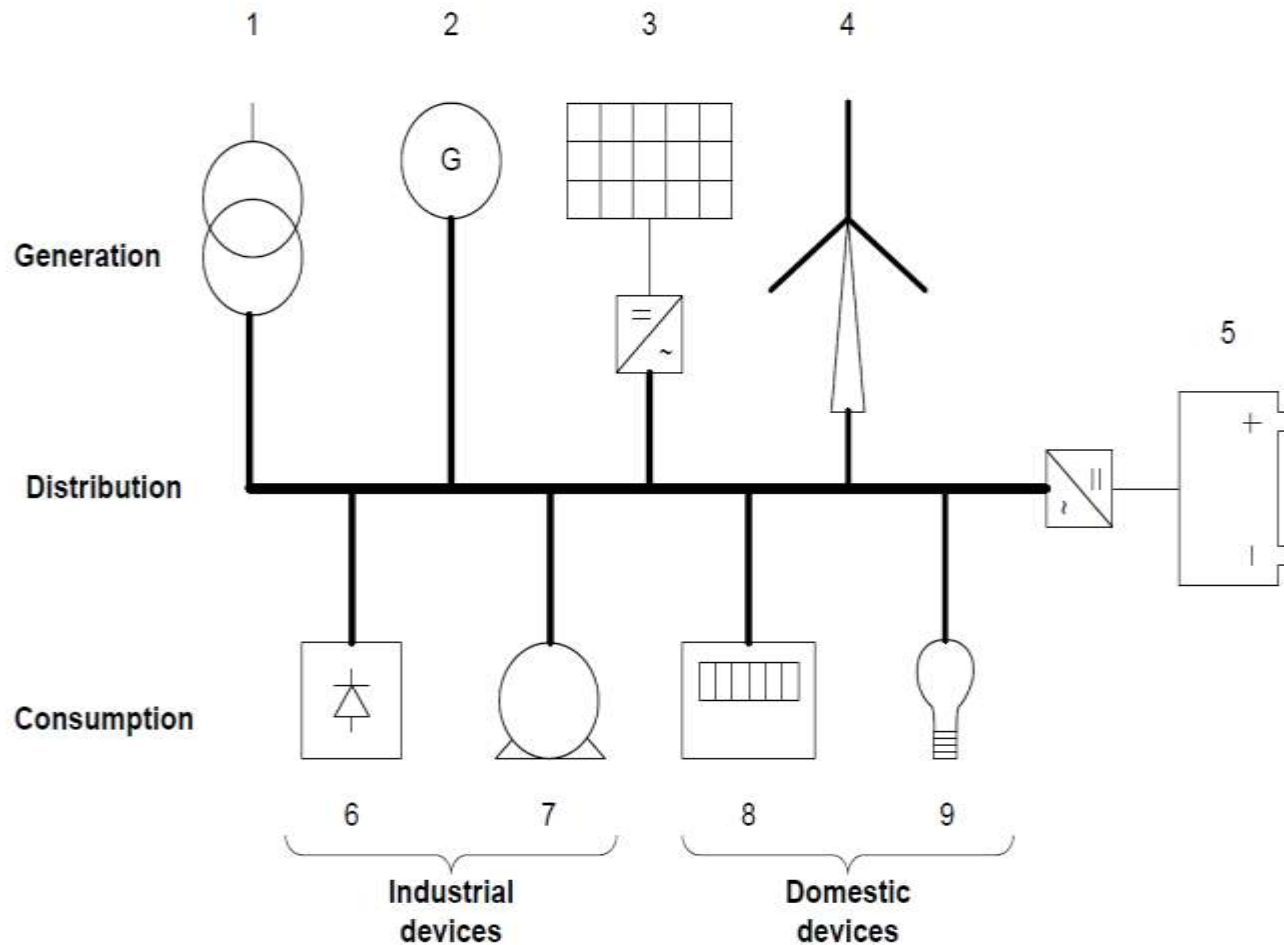 1 2 3 4
G
Generation
=
~
5
+
Distribution
=
~
−
Consumption
6 7 8 9
Industrial
devices
Domestic
devices